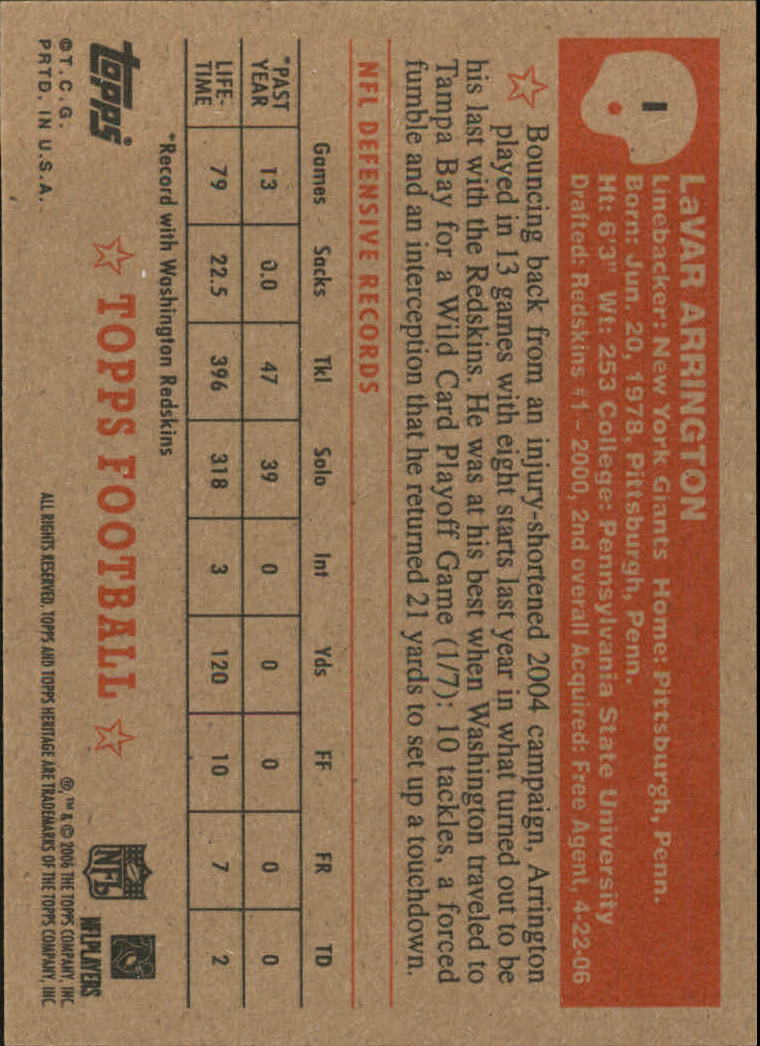 1
LaVAR ARRINGTON
Linebacker: New York Giants Home: Pittsburgh, Penn.
Born: Jun. 20, 1978, Pittsburgh, Penn.
Ht: 6'3" Wt: 253 College: Pennsylvania State University
Drafted: Redskins #1 – 2000, 2nd overall Acquired: Free Agent, 4-22-06
Bouncing back from an injury-shortened 2004 campaign, Arrington
played in 13 games with eight starts last year in what turned out to be
his last with the Redskins. He was at his best when Washington traveled to
Tampa Bay for a Wild Card Playoff Game (1/7): 10 tackles, a forced
fumble and an interception that he returned 21 yards to set up a touchdown.
NFL DEFENSIVE RECORDS
Games Sacks Tkl Solo Int Yds FF FR TD
*PAST YEAR 13 0.0 47 39 0 0 0 0 0
LIFE-TIME 79 22.5 396 318 3 120 10 7 2
*Record with Washington Redskins
topps®
©T.C.G.
PRTD. IN U.S.A.
☆ TOPPS FOOTBALL ☆
NFL
NFLPLAYERS
®, ™ & © 2006 THE TOPPS COMPANY, INC
ALL RIGHTS RESERVED. TOPPS AND TOPPS HERITAGE ARE TRADEMARKS OF THE TOPPS COMPANY, INC